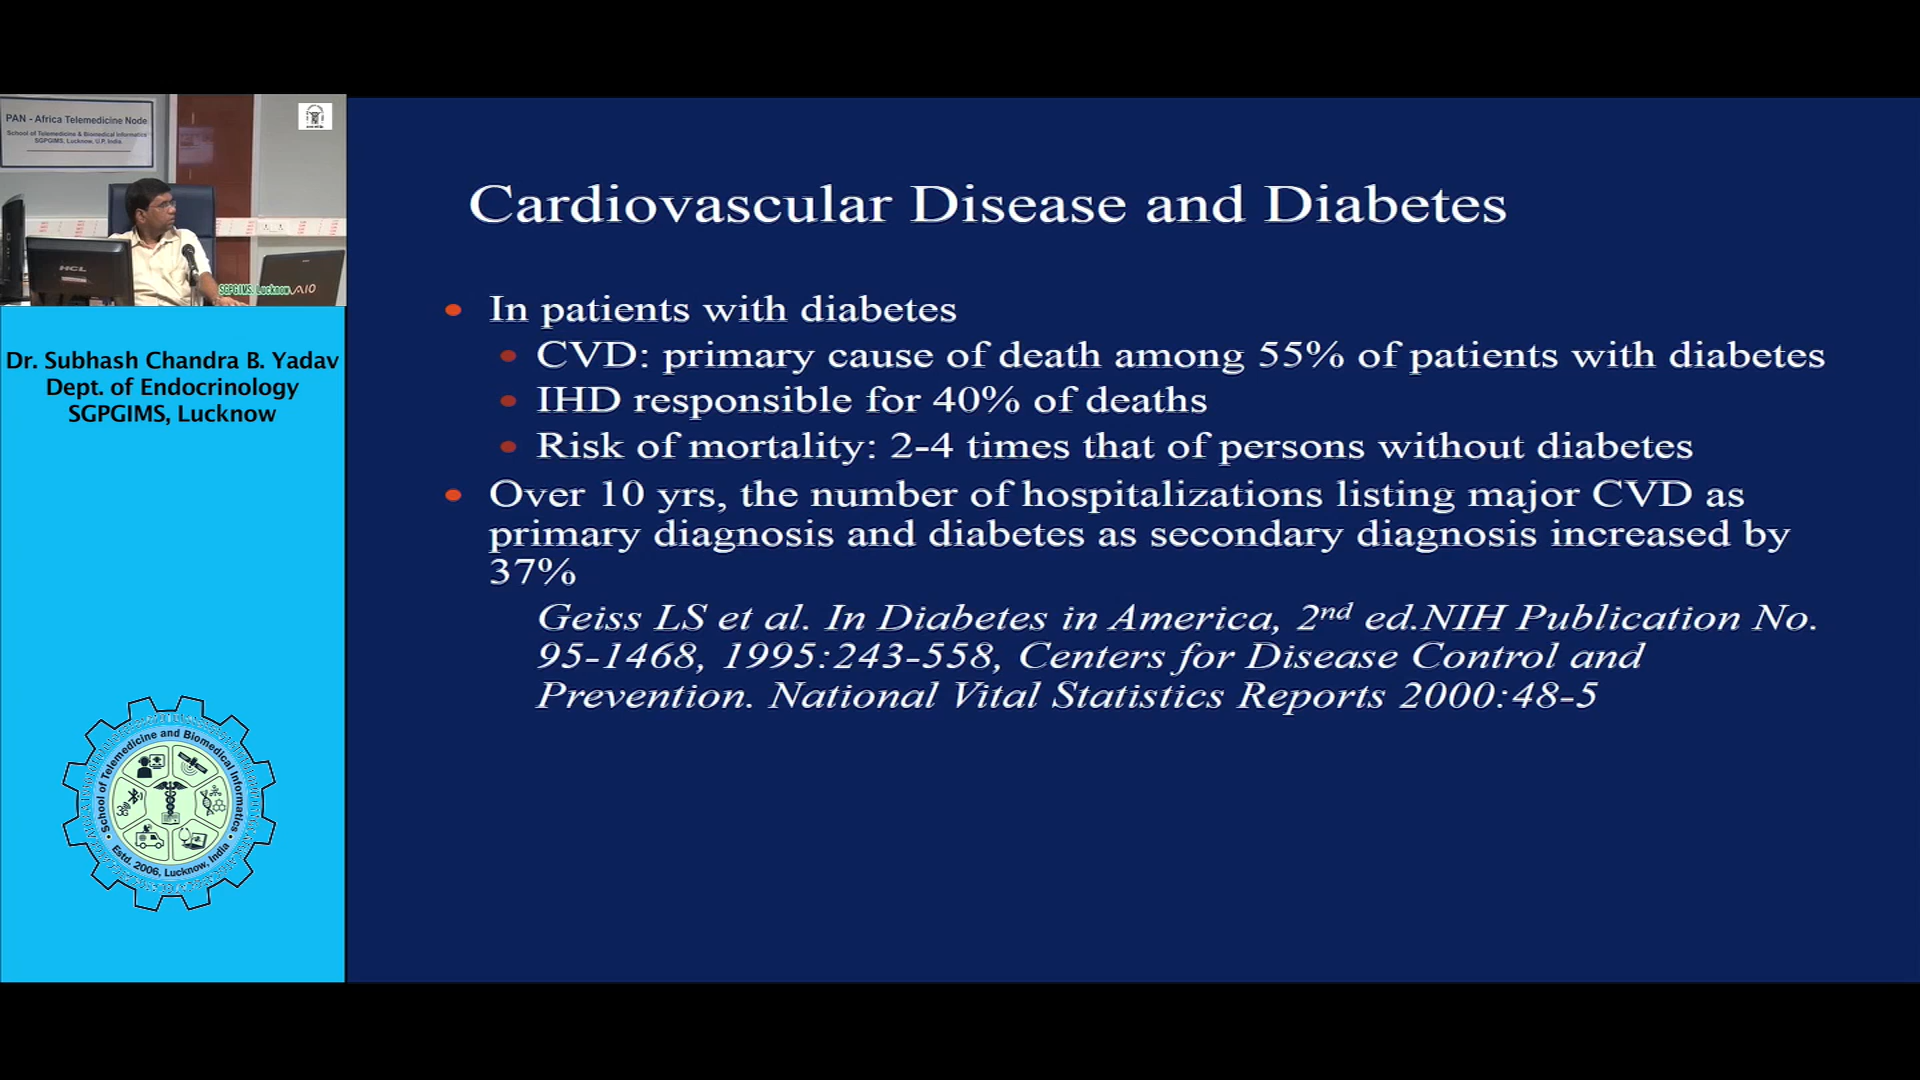 PAN - Africa Telemedicine Node
School of Telemedicine & Biomedical Informatics
SGPGIMS, Lucknow, U.P, India.
HCL
SGPGIMS, Lucknow
VAIO
Dr. Subhash Chandra B. Yadav
Dept. of Endocrinology
SGPGIMS, Lucknow
School of Telemedicine and Biomedical Informatics
Estd. 2006, Lucknow, India
Cardiovascular Disease and Diabetes
In patients with diabetes
CVD: primary cause of death among 55% of patients with diabetes
IHD responsible for 40% of deaths
Risk of mortality: 2-4 times that of persons without diabetes
Over 10 yrs, the number of hospitalizations listing major CVD as
primary diagnosis and diabetes as secondary diagnosis increased by
37%
Geiss LS et al. In Diabetes in America, 2nd ed.NIH Publication No.
95-1468, 1995:243-558, Centers for Disease Control and
Prevention. National Vital Statistics Reports 2000:48-5